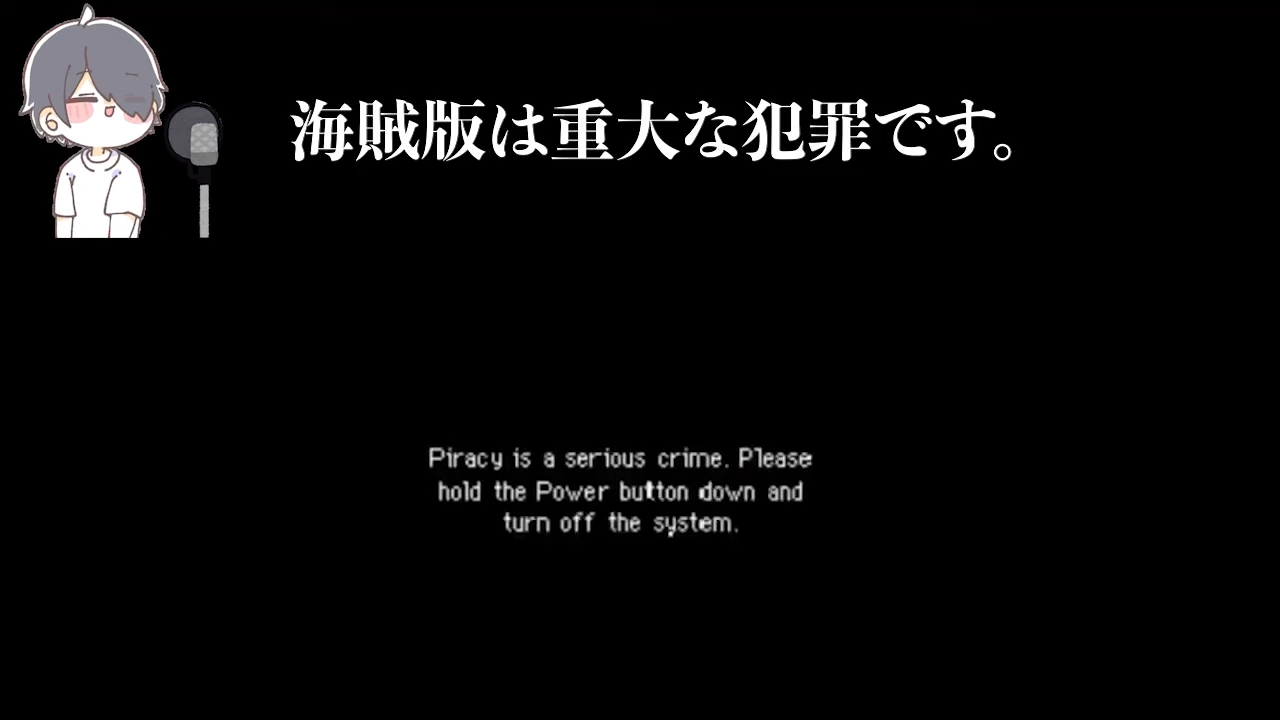 海賊版は重大な犯罪です。
Piracy is a serious crime. Please
hold the Power button down and
turn off the system.